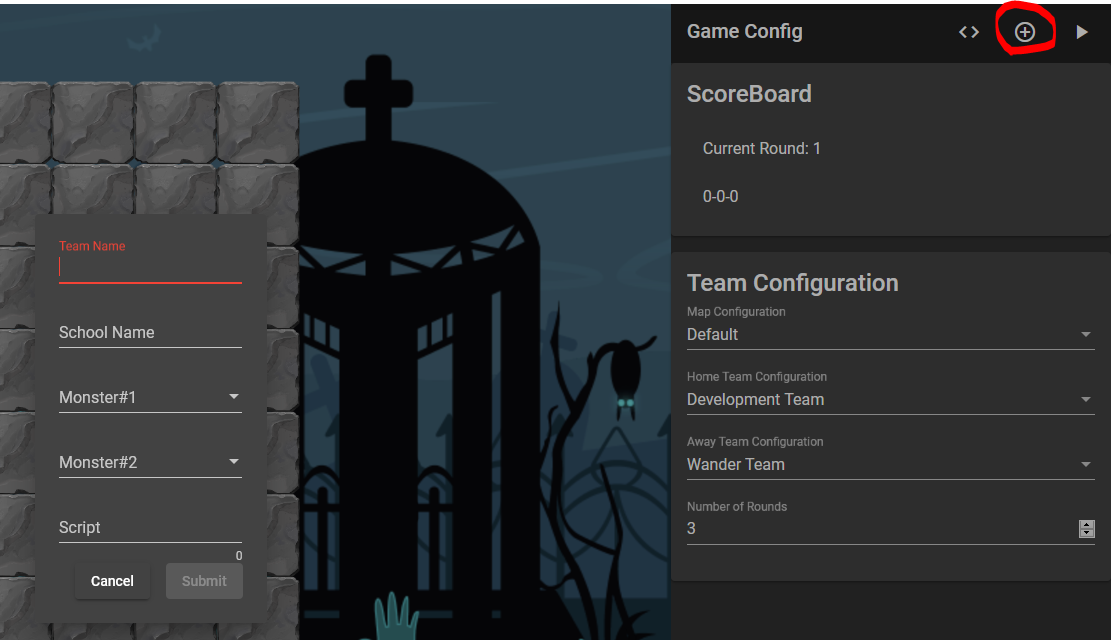 Game Config
ScoreBoard
Current Round: 1
0-0-0
Team Configuration
Map Configuration
Default
Home Team Configuration
Development Team
Away Team Configuration
Wander Team
Number of Rounds
3
Team Name
School Name
Monster#1
Monster#2
Script
0
Cancel Submit